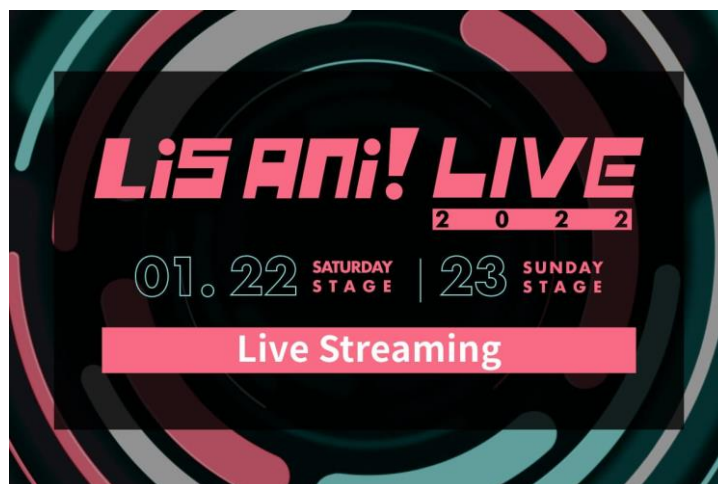 LiS Ani! LIVE
2022
01. 22 SATURDAY STAGE | 23 SUNDAY STAGE
Live Streaming